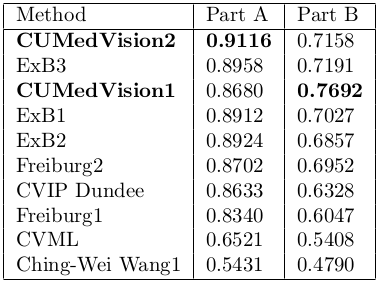 Method Part A Part B
CUMedVision2 0.9116 0.7158
ExB3 0.8958 0.7191
CUMedVision1 0.8680 0.7692
ExB1 0.8912 0.7027
ExB2 0.8924 0.6857
Freiburg2 0.8702 0.6952
CVIP Dundee 0.8633 0.6328
Freiburg1 0.8340 0.6047
CVML 0.6521 0.5408
Ching-Wei Wang1 0.5431 0.4790